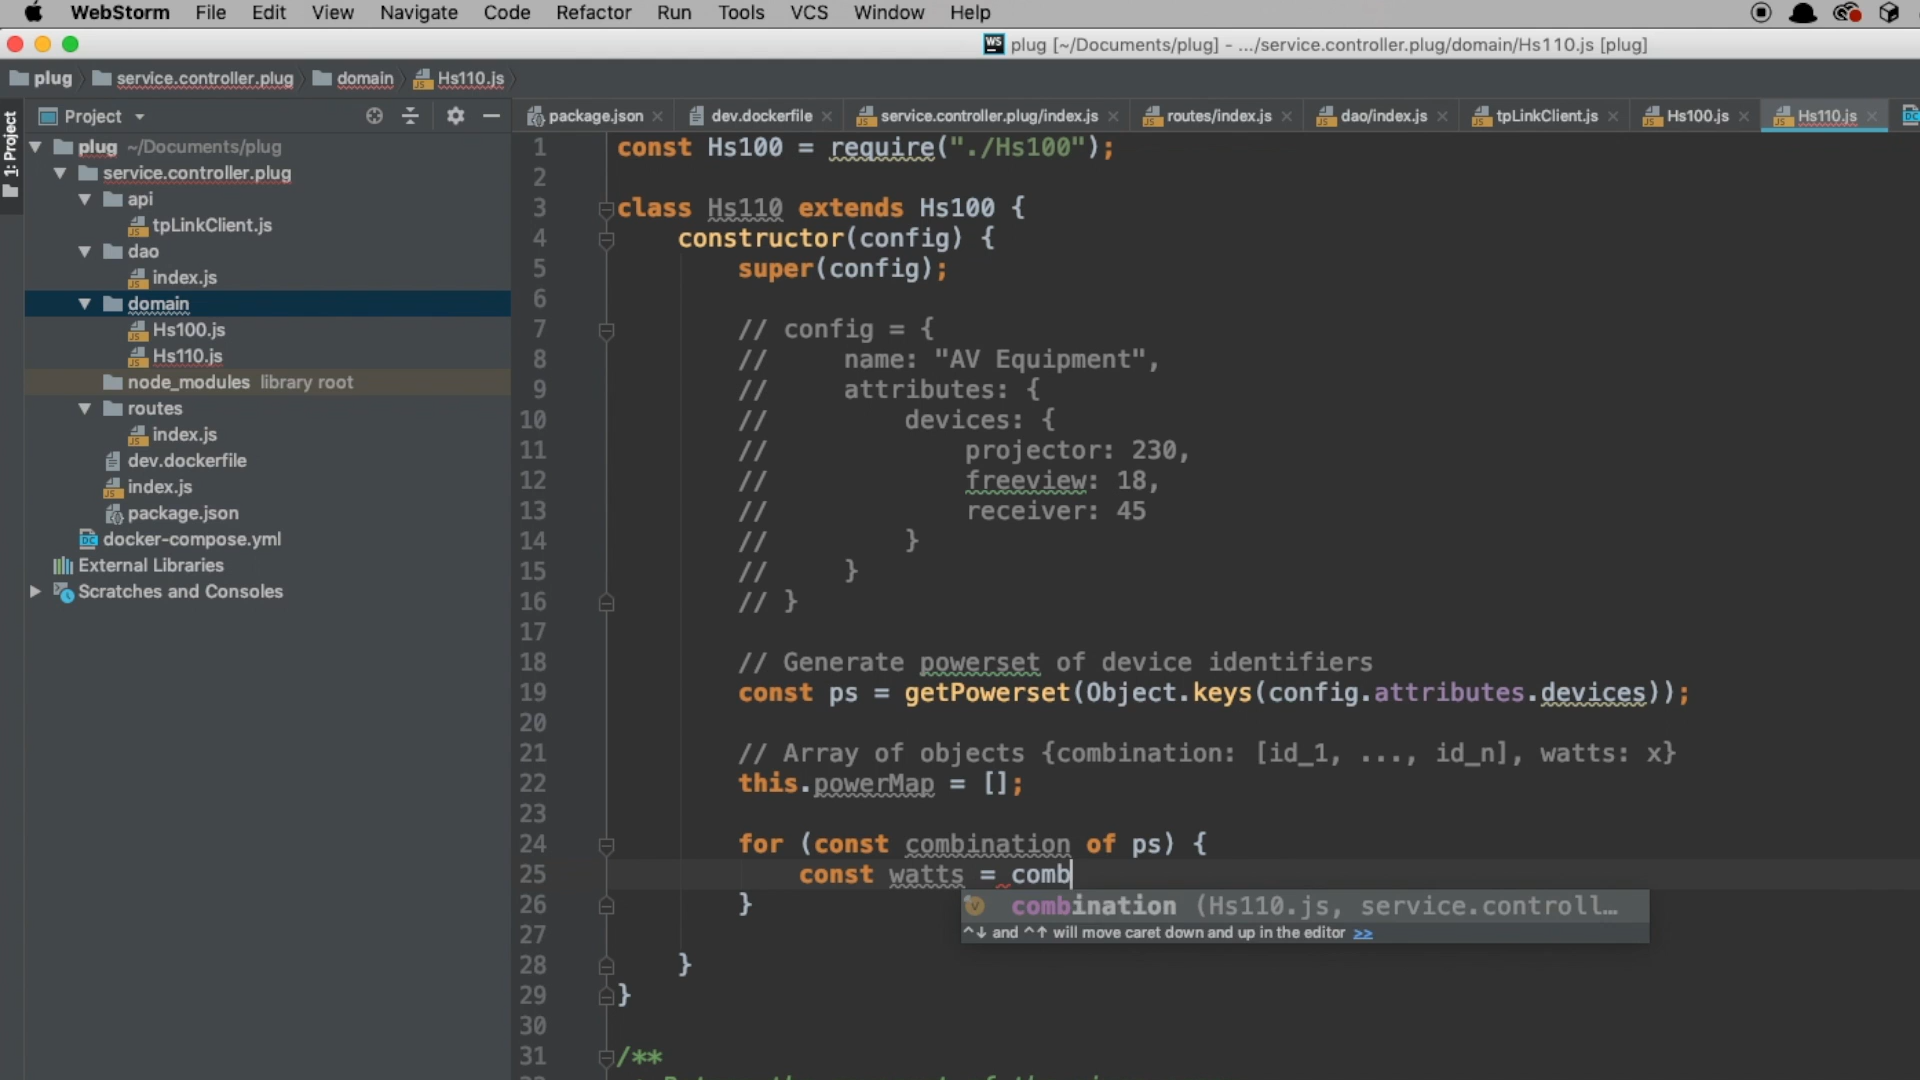 WebStorm File Edit View Navigate Code Refactor Run Tools VCS Window Help
WS plug [~/Documents/plug] - .../service.controller.plug/domain/Hs110.js [plug]
plug service.controller.plug domain Hs110.js
1: Project
Project
package.json dev.dockerfile service.controller.plug/index.js routes/index.js dao/index.js tpLinkClient.js Hs100.js Hs110.js DC
plug ~/Documents/plug
service.controller.plug
api
tpLinkClient.js
dao
index.js
domain
Hs100.js
Hs110.js
node_modules library root
routes
index.js
dev.dockerfile
index.js
package.json
docker-compose.yml
External Libraries
Scratches and Consoles
1 const Hs100 = require("./Hs100");
2
3 class Hs110 extends Hs100 {
4 constructor(config) {
5 super(config);
6
7 // config = {
8 // name: "AV Equipment",
9 // attributes: {
10 // devices: {
11 // projector: 230,
12 // freeview: 18,
13 // receiver: 45
14 // }
15 // }
16 // }
17
18 // Generate powerset of device identifiers
19 const ps = getPowerset(Object.keys(config.attributes.devices));
20
21 // Array of objects {combination: [id_1, ..., id_n], watts: x}
22 this.powerMap = [];
23
24 for (const combination of ps) {
25 const watts = comb
26 }
combination (Hs110.js, service.controll…
^↓ and ^↑ will move caret down and up in the editor >>
27
28 }
29 }
30
31 /**